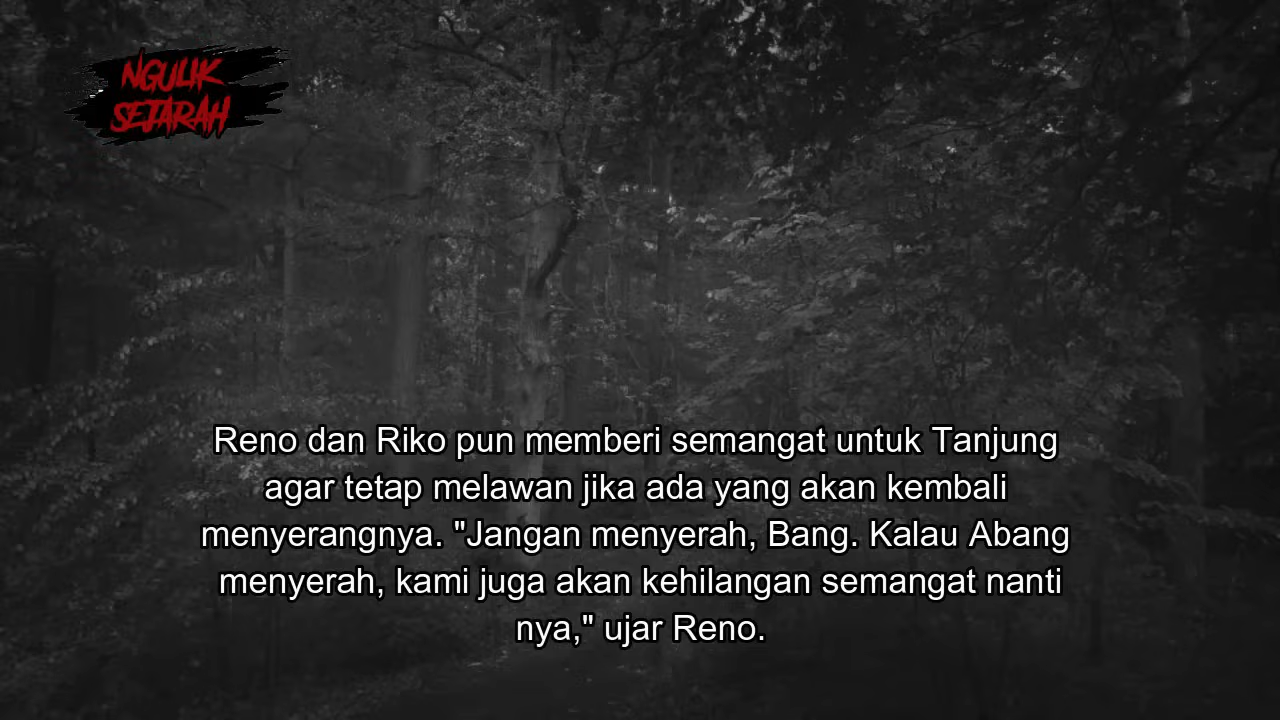 NGULIK
SEJARAH
Reno dan Riko pun memberi semangat untuk Tanjung
agar tetap melawan jika ada yang akan kembali
menyerangnya. "Jangan menyerah, Bang. Kalau Abang
menyerah, kami juga akan kehilangan semangat nanti
nya," ujar Reno.